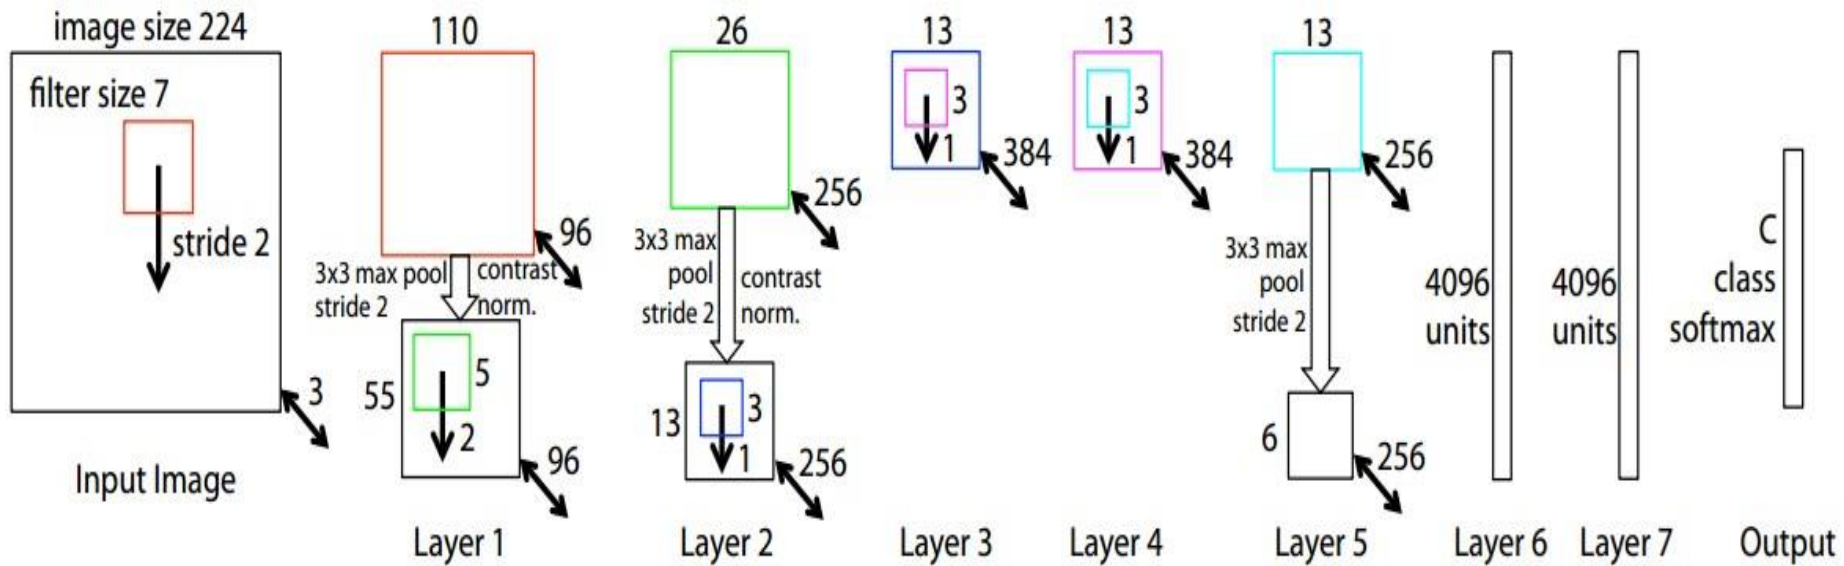 image size 224
filter size 7
stride 2
3
Input Image
110
96
3x3 max pool
stride 2
contrast
norm.
55
5
2
96
Layer 1
26
256
3x3 max
pool
stride 2
contrast
norm.
13
3
1
256
Layer 2
13
3
1
384
Layer 3
13
3
1
384
Layer 4
13
256
3x3 max
pool
stride 2
6
256
Layer 5
4096
units
Layer 6
4096
units
Layer 7
C
class
softmax
Output